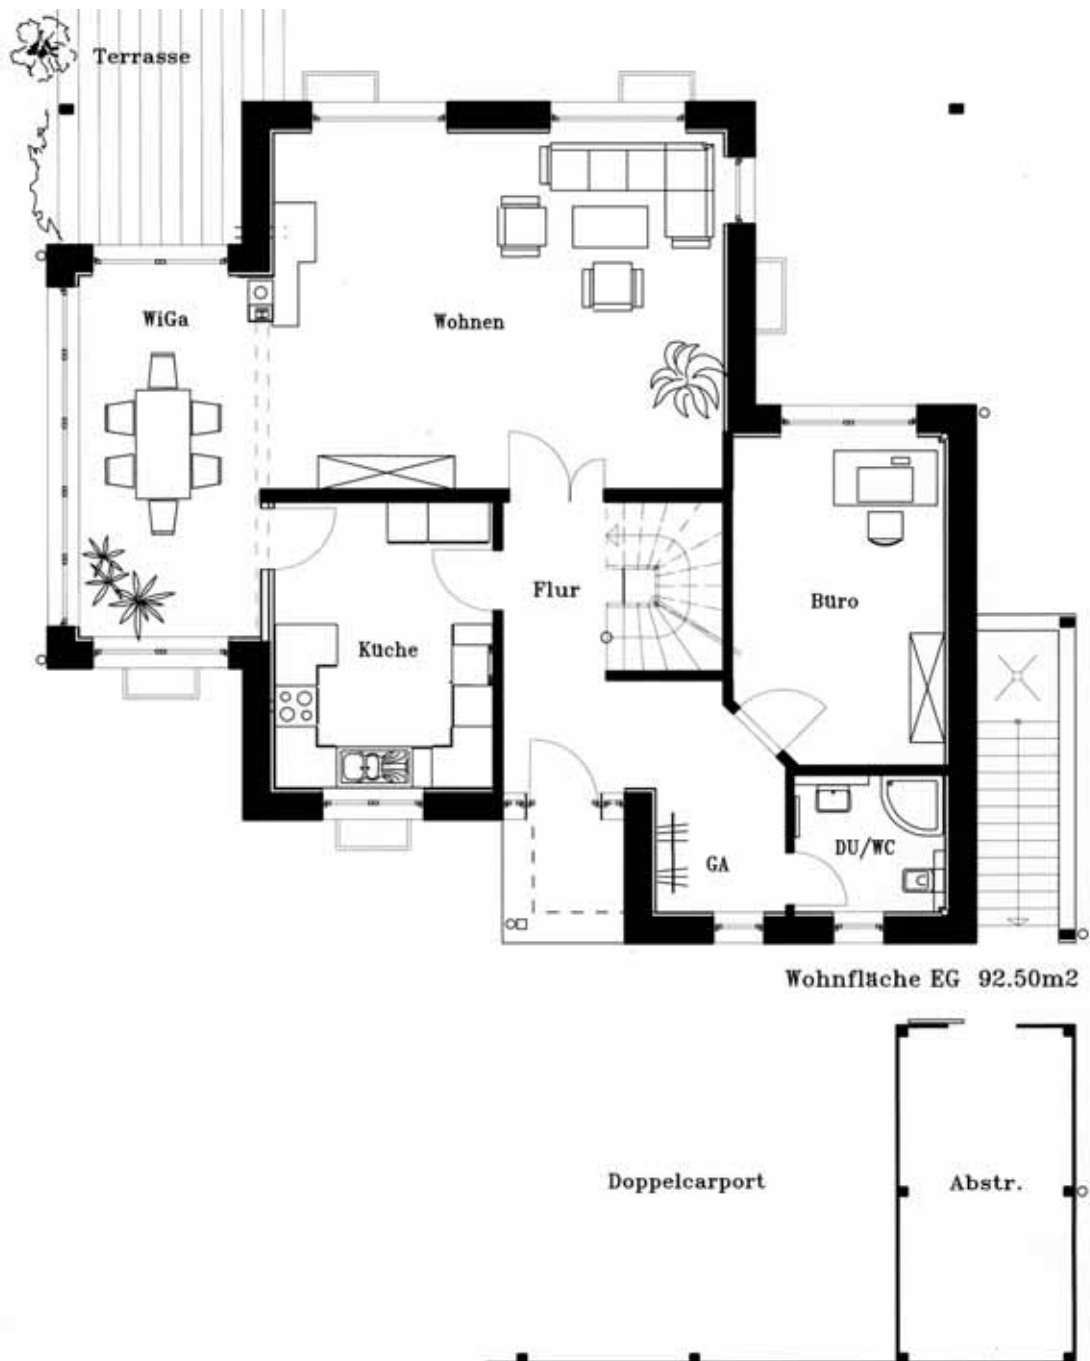 Terrasse
WiGa
Wohnen
Flur
Büro
Küche
DU/WC
GA
Wohnfläche EG 92.50m2
Doppelcarport
Abstr.